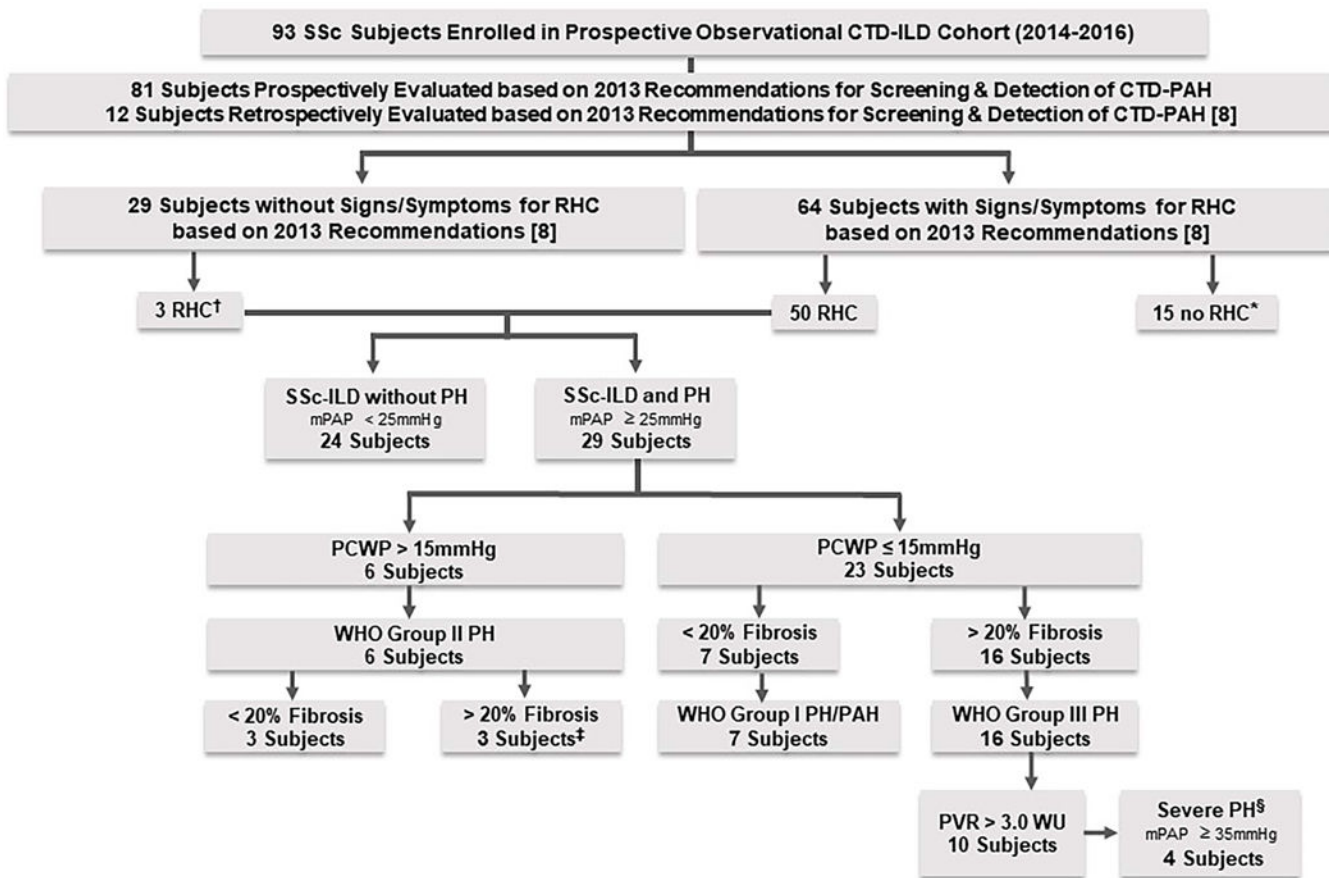 93 SSc Subjects Enrolled in Prospective Observational CTD-ILD Cohort (2014-2016)
81 Subjects Prospectively Evaluated based on 2013 Recommendations for Screening & Detection of CTD-PAH
12 Subjects Retrospectively Evaluated based on 2013 Recommendations for Screening & Detection of CTD-PAH [8]
29 Subjects without Signs/Symptoms for RHC
based on 2013 Recommendations [8]
64 Subjects with Signs/Symptoms for RHC
based on 2013 Recommendations [8]
3 RHC†
50 RHC
15 no RHC*
SSc-ILD without PH
mPAP < 25mmHg
24 Subjects
SSc-ILD and PH
mPAP ≥ 25mmHg
29 Subjects
PCWP > 15mmHg
6 Subjects
PCWP ≤ 15mmHg
23 Subjects
WHO Group II PH
6 Subjects
< 20% Fibrosis
7 Subjects
> 20% Fibrosis
16 Subjects
< 20% Fibrosis
3 Subjects
> 20% Fibrosis
3 Subjects‡
WHO Group I PH/PAH
7 Subjects
WHO Group III PH
16 Subjects
PVR > 3.0 WU
10 Subjects
Severe PH§
mPAP ≥ 35mmHg
4 Subjects